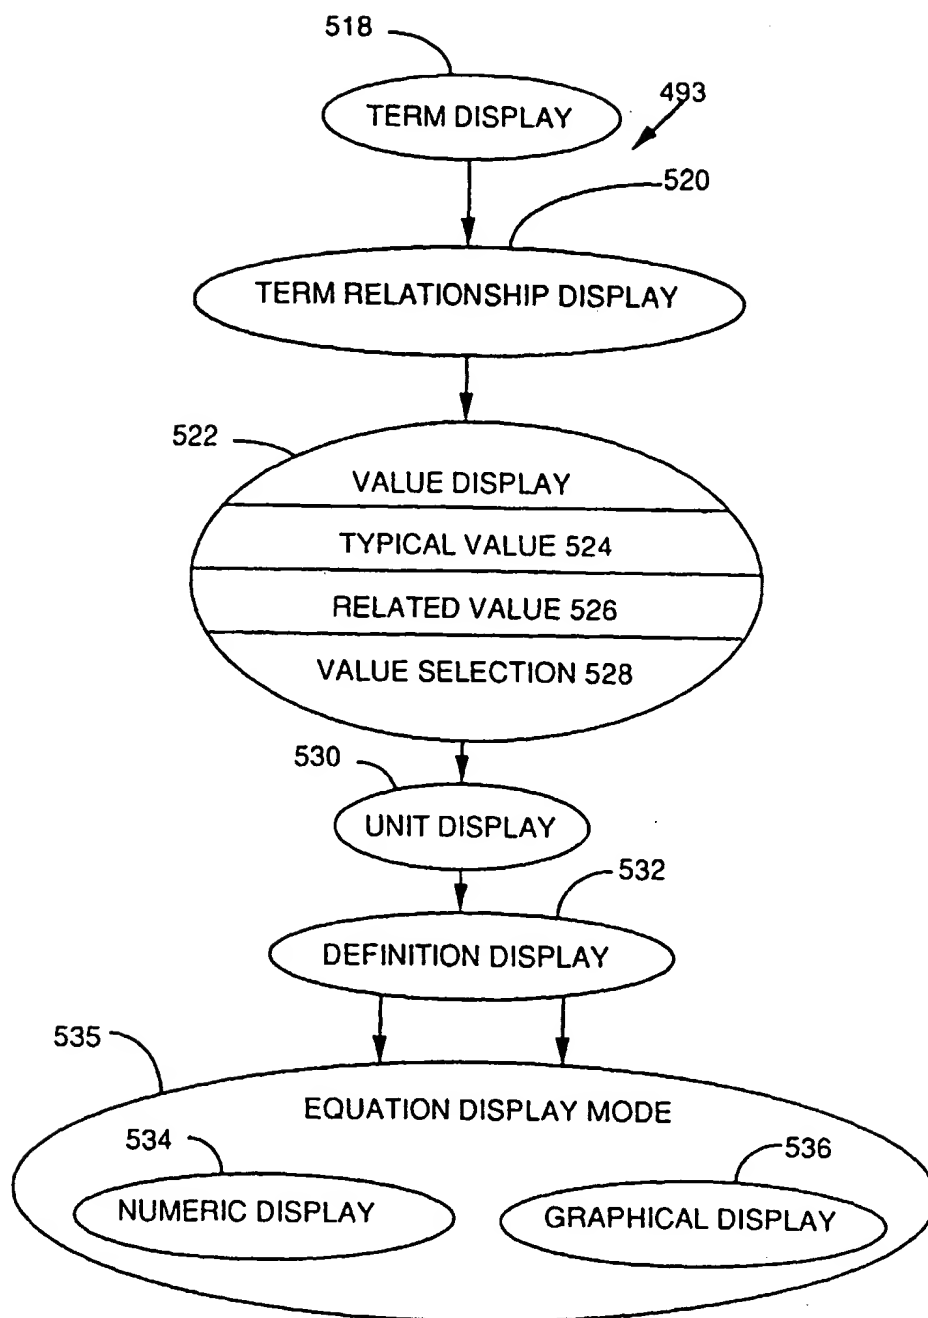 518
TERM DISPLAY
493
520
TERM RELATIONSHIP DISPLAY
522
VALUE DISPLAY
TYPICAL VALUE 524
RELATED VALUE 526
VALUE SELECTION 528
530
UNIT DISPLAY
532
DEFINITION DISPLAY
535
EQUATION DISPLAY MODE
534
536
NUMERIC DISPLAY
GRAPHICAL DISPLAY